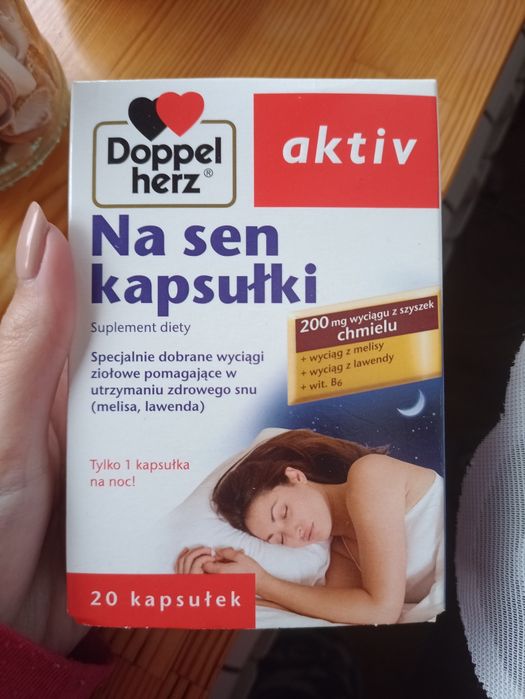 Doppel
herz®
aktiv
Na sen
kapsułki
Suplement diety
Specjalnie dobrane wyciągi
ziołowe pomagające w
utrzymaniu zdrowego snu
(melisa, lawenda)
200 mg wyciągu z szyszek
chmielu
+ wyciąg z melisy
+ wyciąg z lawendy
+ wit. B6
Tylko 1 kapsułka
na noc!
20 kapsułek